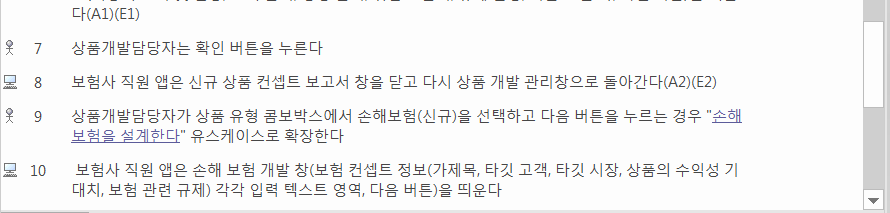 다(A1)(E1)
7 상품개발담당자는 확인 버튼을 누른다
8 보험사 직원 앱은 신규 상품 컨셉트 보고서 창을 닫고 다시 상품 개발 관리창으로 돌아간다(A2)(E2)
9 상품개발담당자가 상품 유형 콤보박스에서 손해보험(신규)을 선택하고 다음 버튼을 누르는 경우 "손해
보험을 설계한다" 유스케이스로 확장한다
10 보험사 직원 앱은 손해 보험 개발 창(보험 컨셉트 정보(가제목, 타깃 고객, 타깃 시장, 상품의 수익성 기
대치, 보험 관련 규제) 각각 입력 텍스트 영역, 다음 버튼)을 띄운다